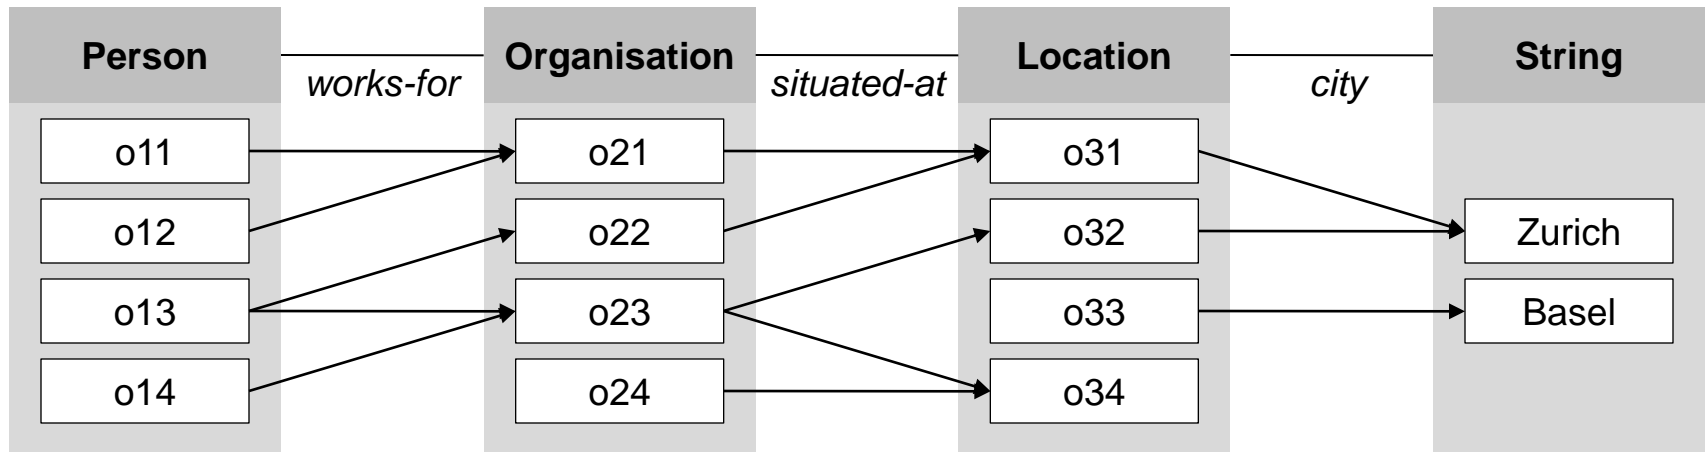 Person works-for Organisation situated-at Location city String
o11 o21 o31
o12 o22 o32 Zurich
o13 o23 o33 Basel
o14 o24 o34